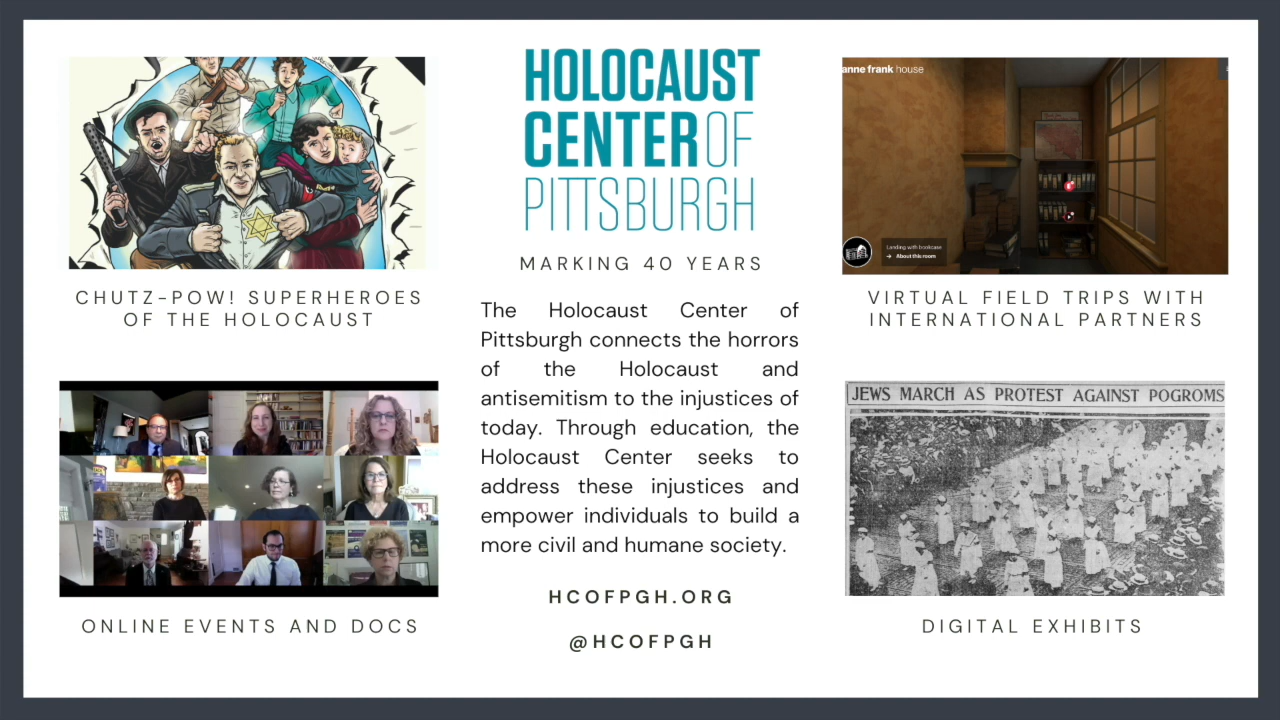 CHUTZ-POW! SUPERHEROES
OF THE HOLOCAUST
ONLINE EVENTS AND DOCS
HOLOCAUST
CENTER OF
PITTSBURGH
MARKING 40 YEARS
The Holocaust Center of
Pittsburgh connects the horrors
of the Holocaust and
antisemitism to the injustices of
today. Through education, the
Holocaust Center seeks to
address these injustices and
empower individuals to build a
more civil and humane society.
HCOFPGH.ORG
@HCOFPGH
anne frank house
Landing with bookcase
→ About this room
VIRTUAL FIELD TRIPS WITH
INTERNATIONAL PARTNERS
JEWS MARCH AS PROTEST AGAINST POGROMS
DIGITAL EXHIBITS